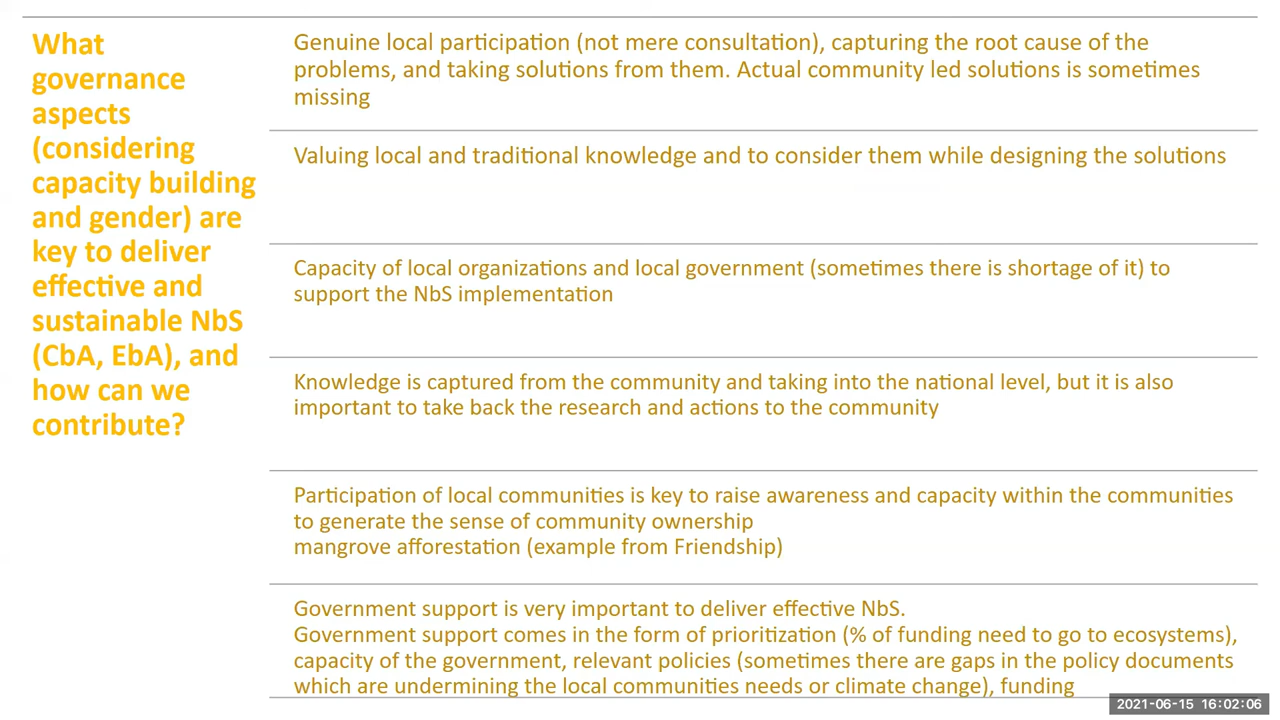 What
governance
aspects
(considering
capacity building
and gender) are
key to deliver
effective and
sustainable NbS
(CbA, EbA), and
how can we
contribute?
Genuine local participation (not mere consultation), capturing the root cause of the
problems, and taking solutions from them. Actual community led solutions is sometimes
missing
Valuing local and traditional knowledge and to consider them while designing the solutions
Capacity of local organizations and local government (sometimes there is shortage of it) to
support the NbS implementation
Knowledge is captured from the community and taking into the national level, but it is also
important to take back the research and actions to the community
Participation of local communities is key to raise awareness and capacity within the communities
to generate the sense of community ownership
mangrove afforestation (example from Friendship)
Government support is very important to deliver effective NbS.
Government support comes in the form of prioritization (% of funding need to go to ecosystems),
capacity of the government, relevant policies (sometimes there are gaps in the policy documents
which are undermining the local communities needs or climate change), funding
2021-06-15 16:02:06